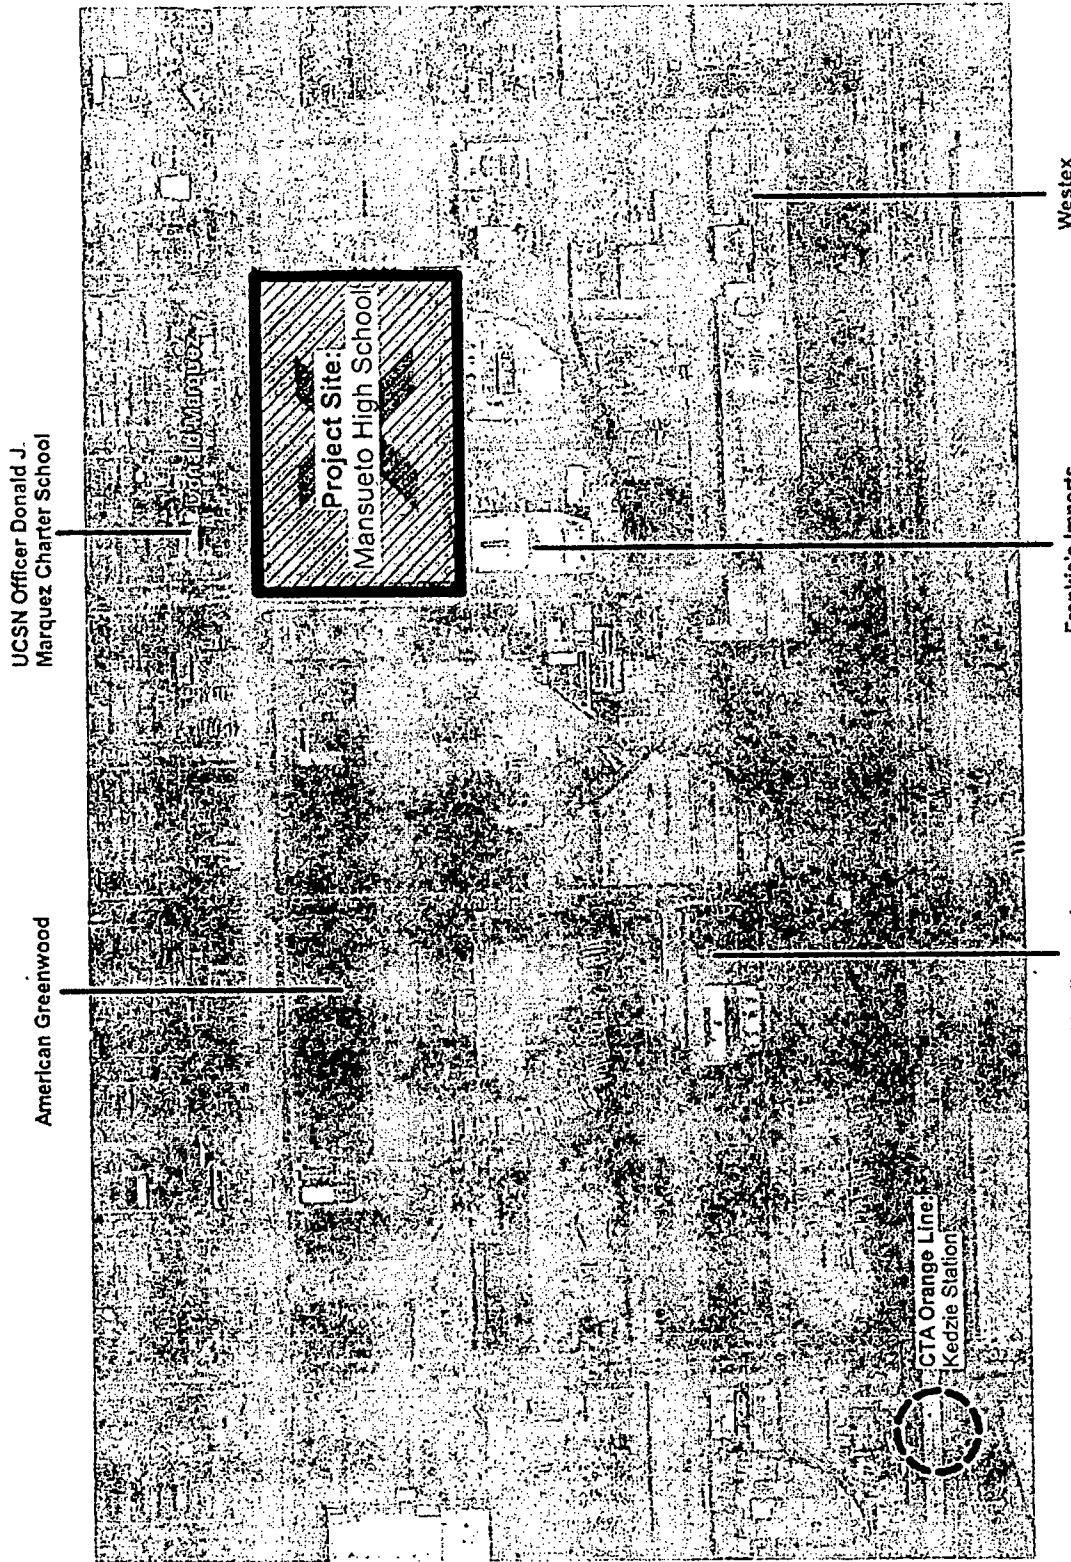 American Greenwood
UCSN Officer Donald J.
Marquez Charter School
Project Site:
Mansueto High School
CTA Orange Line:
Kedzie Station
Westex